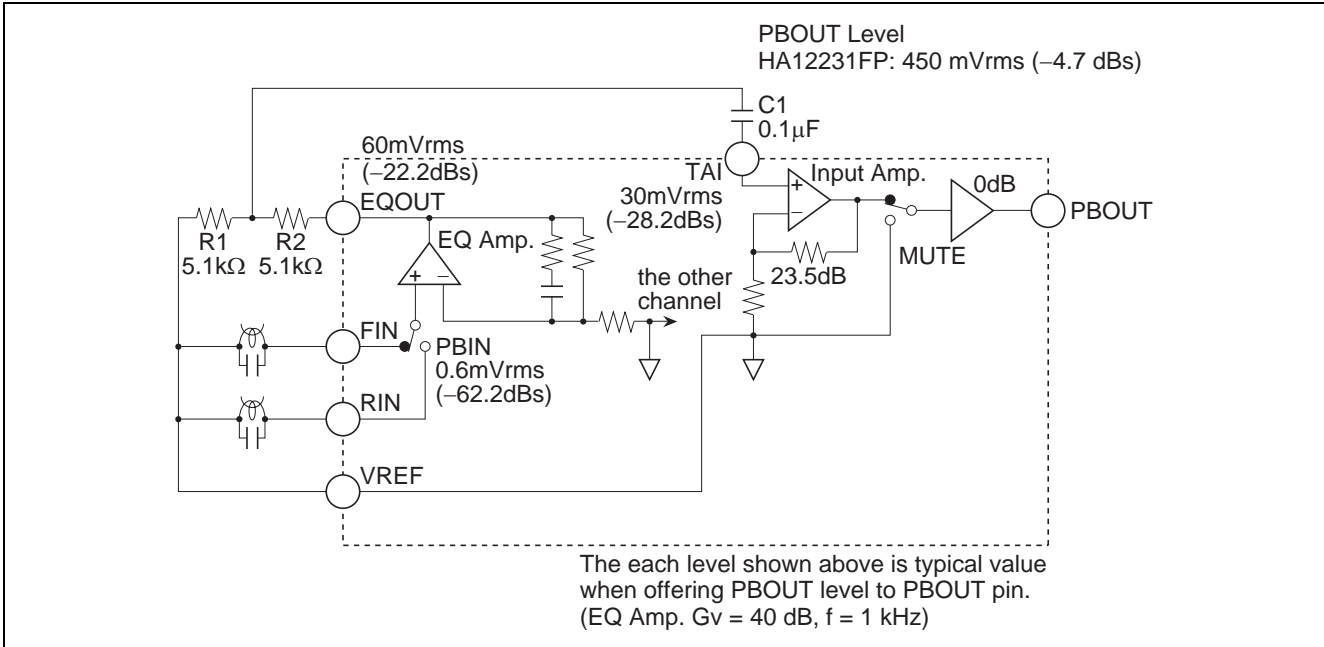 PBOUT Level
HA12231FP: 450 mVrms (−4.7 dBs)
C1
0.1µF
60mVrms
(−22.2dBs)
TAI
30mVrms
(−28.2dBs)
Input Amp.
0dB
EQOUT
PBOUT
R1
5.1kΩ
R2
5.1kΩ
EQ Amp.
+
−
+ −
MUTE
23.5dB
the other
channel
FIN
PBIN
0.6mVrms
(−62.2dBs)
RIN
VREF
The each level shown above is typical value
when offering PBOUT level to PBOUT pin.
(EQ Amp. Gv = 40 dB, f = 1 kHz)